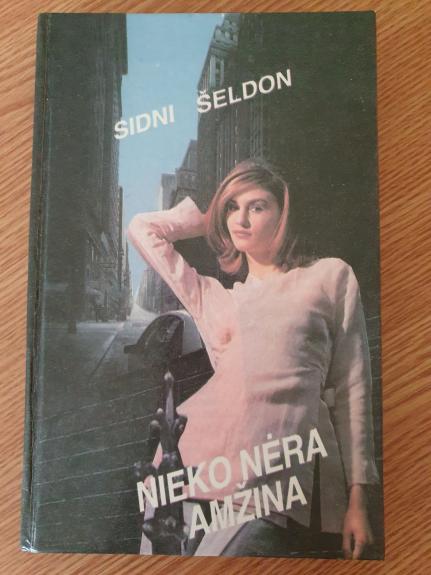 SIDNI ŠELDON
NIEKO NĖRA
AMŽINA